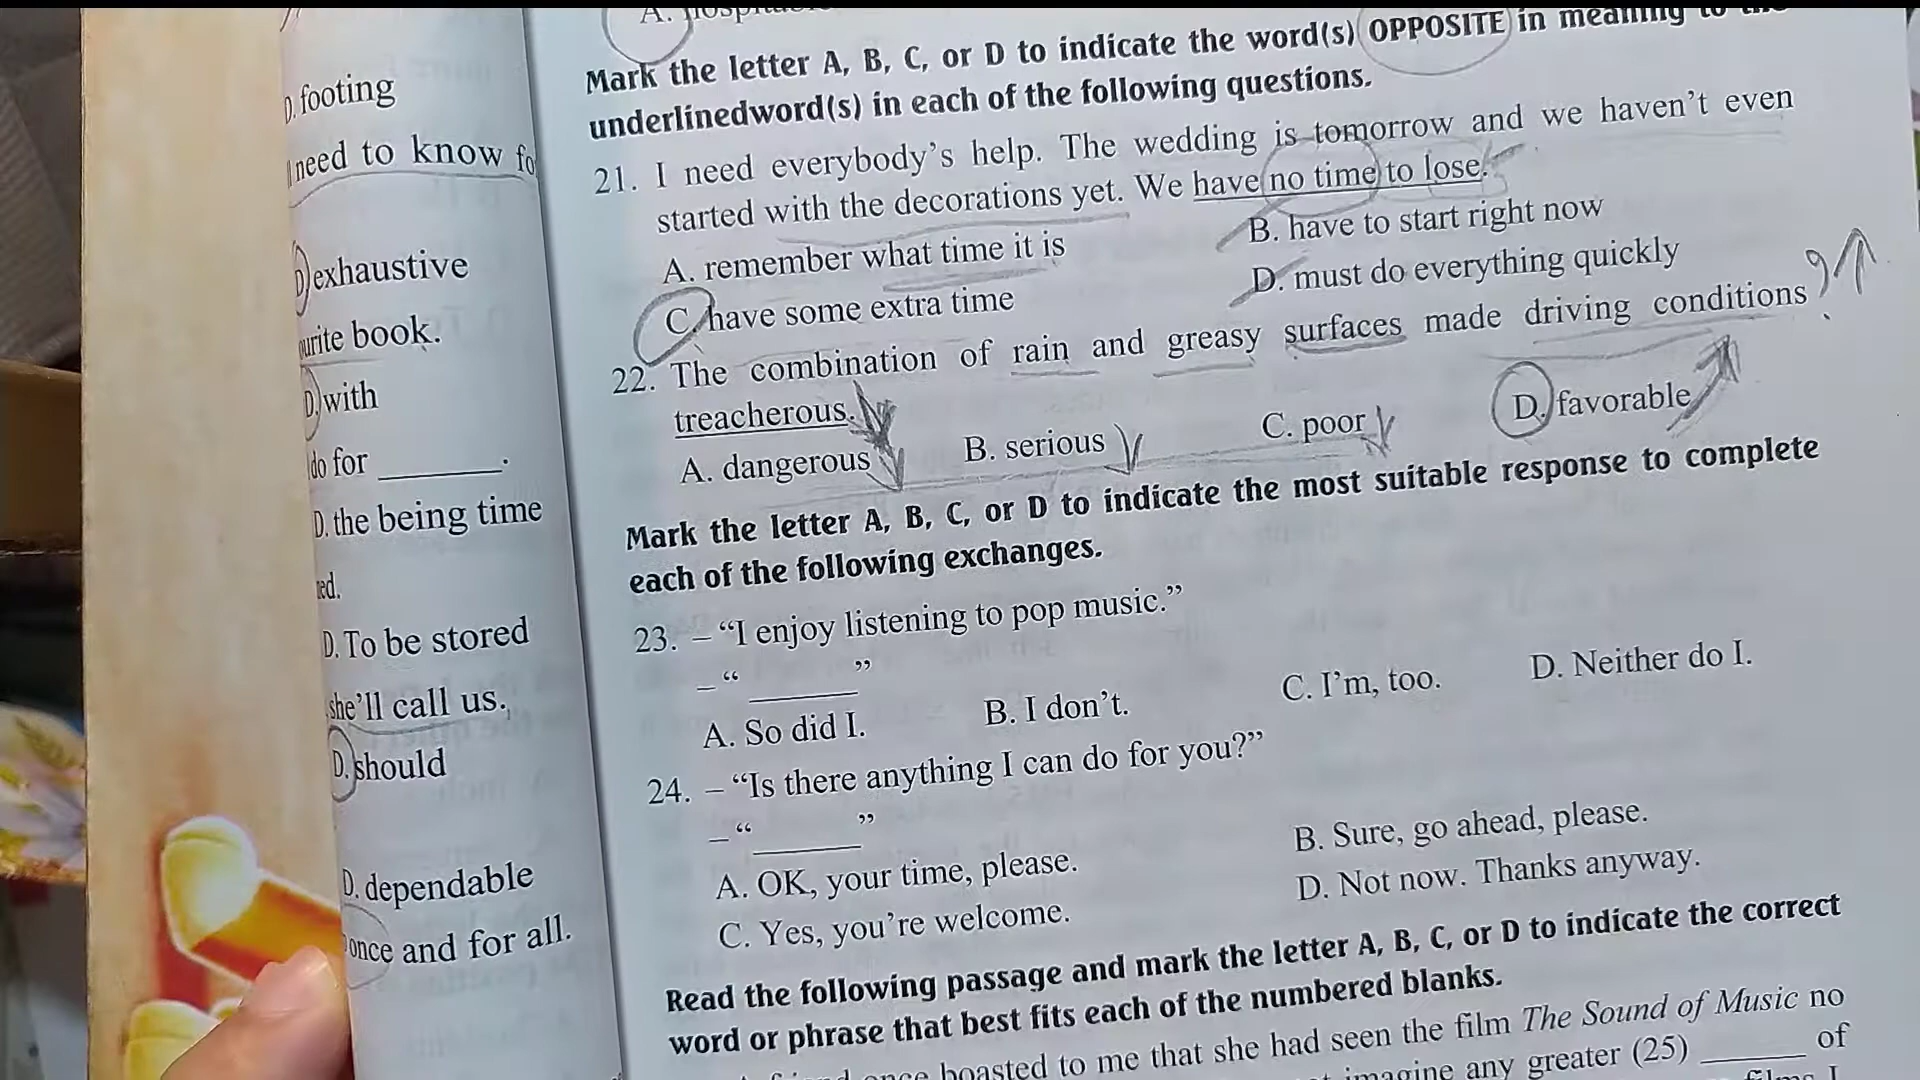 D. footing
need to know fo
D. exhaustive
urite book.
D. with
do for ________.
D. the being time
ed.
D. To be stored
she'll call us.
D. should
D. dependable
once and for all.
Mark the letter A, B, C, or D to indicate the word(s) OPPOSITE in meaning to the
underlinedword(s) in each of the following questions.
21. I need everybody's help. The wedding is tomorrow and we haven't even
started with the decorations yet. We have no time to lose.
A. remember what time it is B. have to start right now
C. have some extra time D. must do everything quickly
22. The combination of rain and greasy surfaces made driving conditions
treacherous.
A. dangerous B. serious C. poor D. favorable
Mark the letter A, B, C, or D to indicate the most suitable response to complete
each of the following exchanges.
23. – “I enjoy listening to pop music.”
– “ ________ ”
A. So did I. B. I don't. C. I'm, too. D. Neither do I.
24. – “Is there anything I can do for you?”
– “ ________ ”
A. OK, your time, please. B. Sure, go ahead, please.
C. Yes, you're welcome. D. Not now. Thanks anyway.
Read the following passage and mark the letter A, B, C, or D to indicate the correct
word or phrase that best fits each of the numbered blanks.
once boasted to me that she had seen the film The Sound of Music no
imagine any greater (25) ________ of